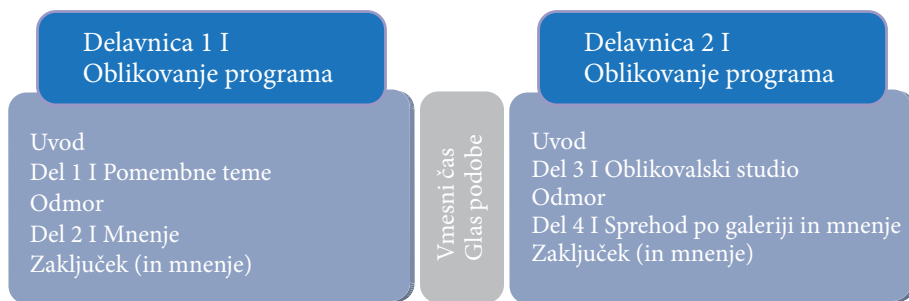 Delavnica 1 I
Oblikovanje programa
Uvod
Del 1 I Pomembne teme
Odmor
Del 2 I Mnenje
Zaključek (in mnenje)
Vmesni čas
Glas podobe
Delavnica 2 I
Oblikovanje programa
Uvod
Del 3 I Oblikovalski studio
Odmor
Del 4 I Sprehod po galeriji in mnenje
Zaključek (in mnenje)